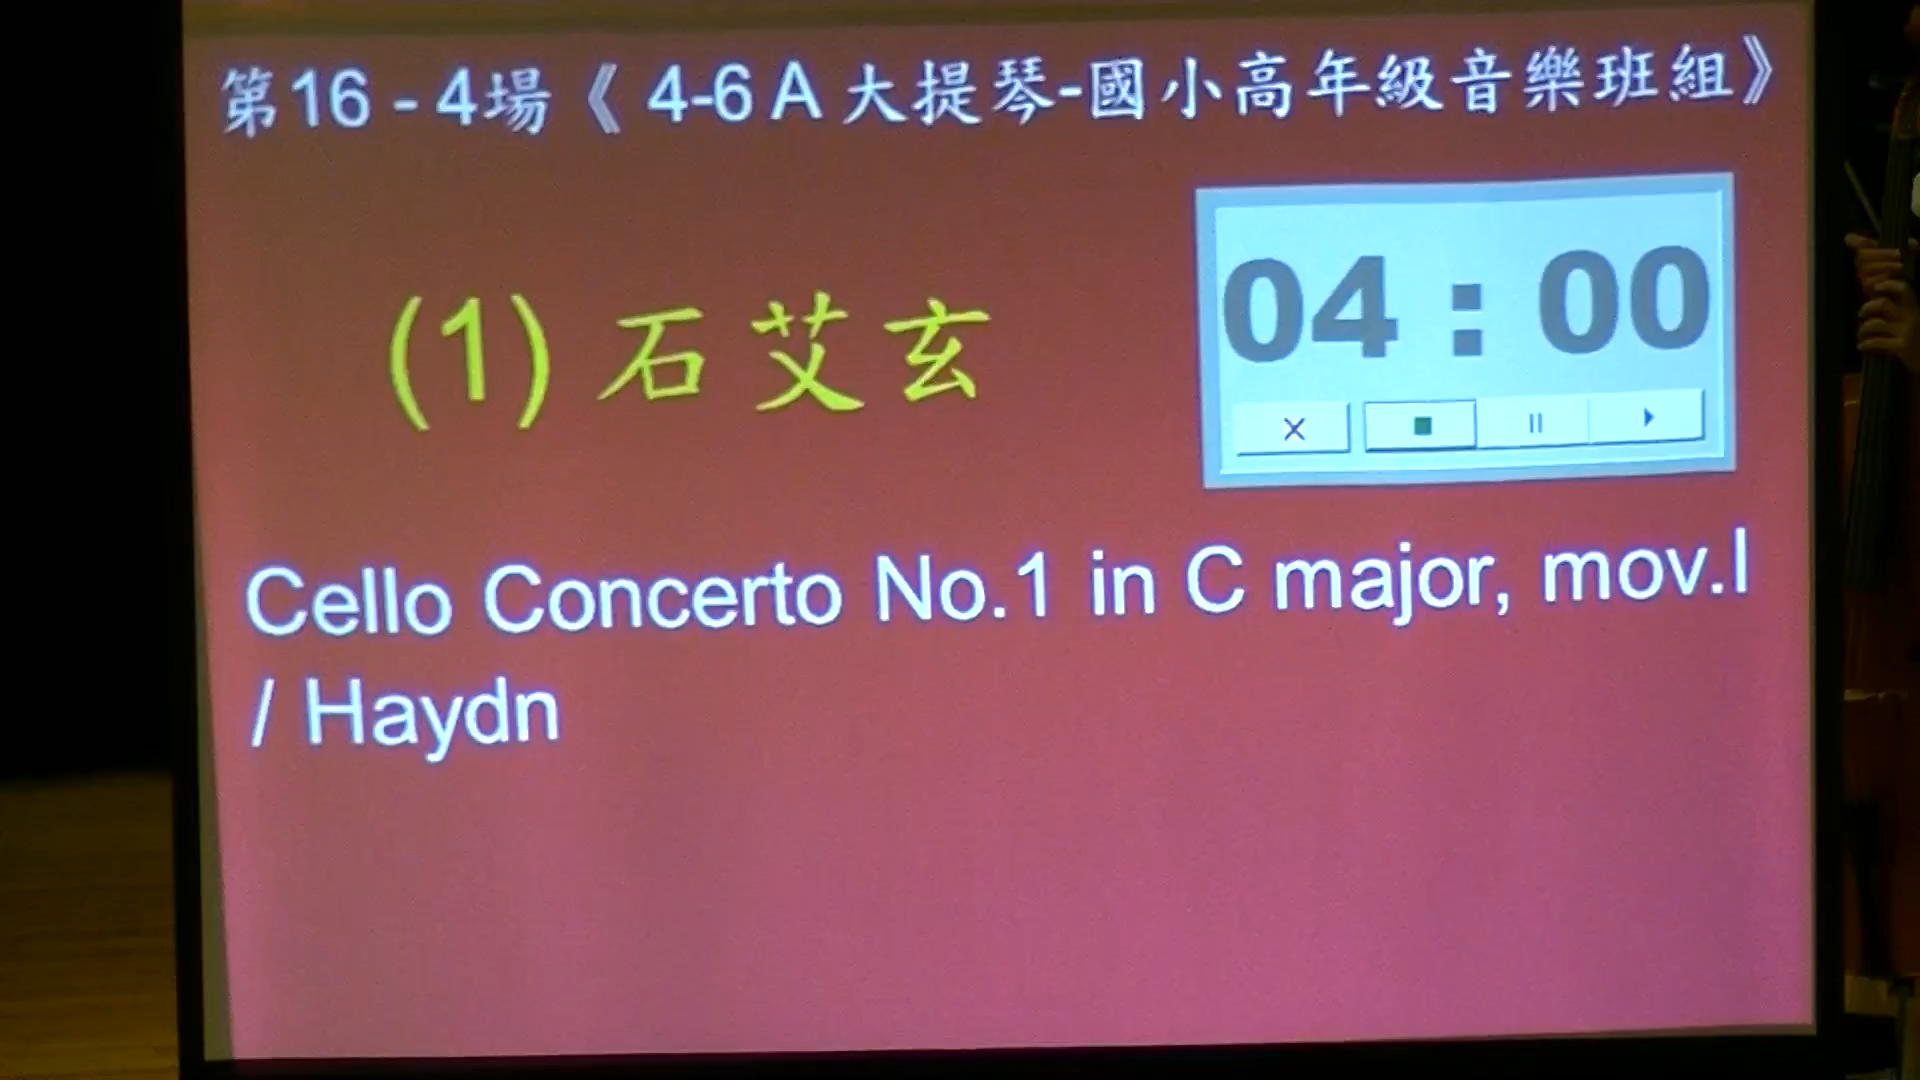 第16 - 4場《 4-6 A 大提琴-國小高年級音樂班組》
(1) 石艾玄
04 : 00
Cello Concerto No.1 in C major, mov.I
/ Haydn